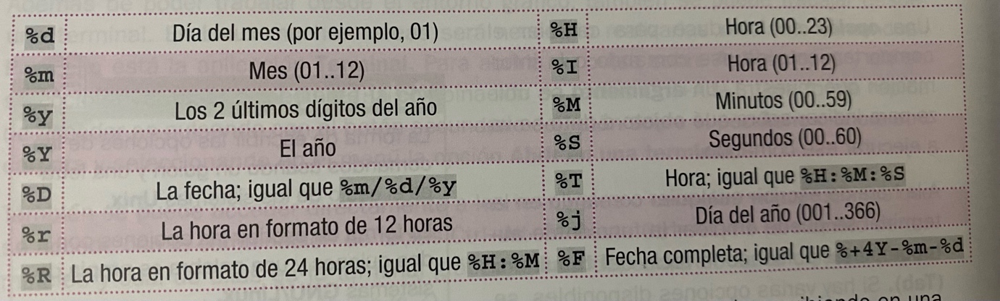 %d Día del mes (por ejemplo, 01) %H Hora (00..23)
%m Mes (01..12) %I Hora (01..12)
%y Los 2 últimos dígitos del año %M Minutos (00..59)
%Y El año %S Segundos (00..60)
%D La fecha; igual que %m/%d/%y %T Hora; igual que %H:%M:%S
%r La hora en formato de 12 horas %j Día del año (001..366)
%R La hora en formato de 24 horas; igual que %H:%M %F Fecha completa; igual que %+4Y-%m-%d
en una